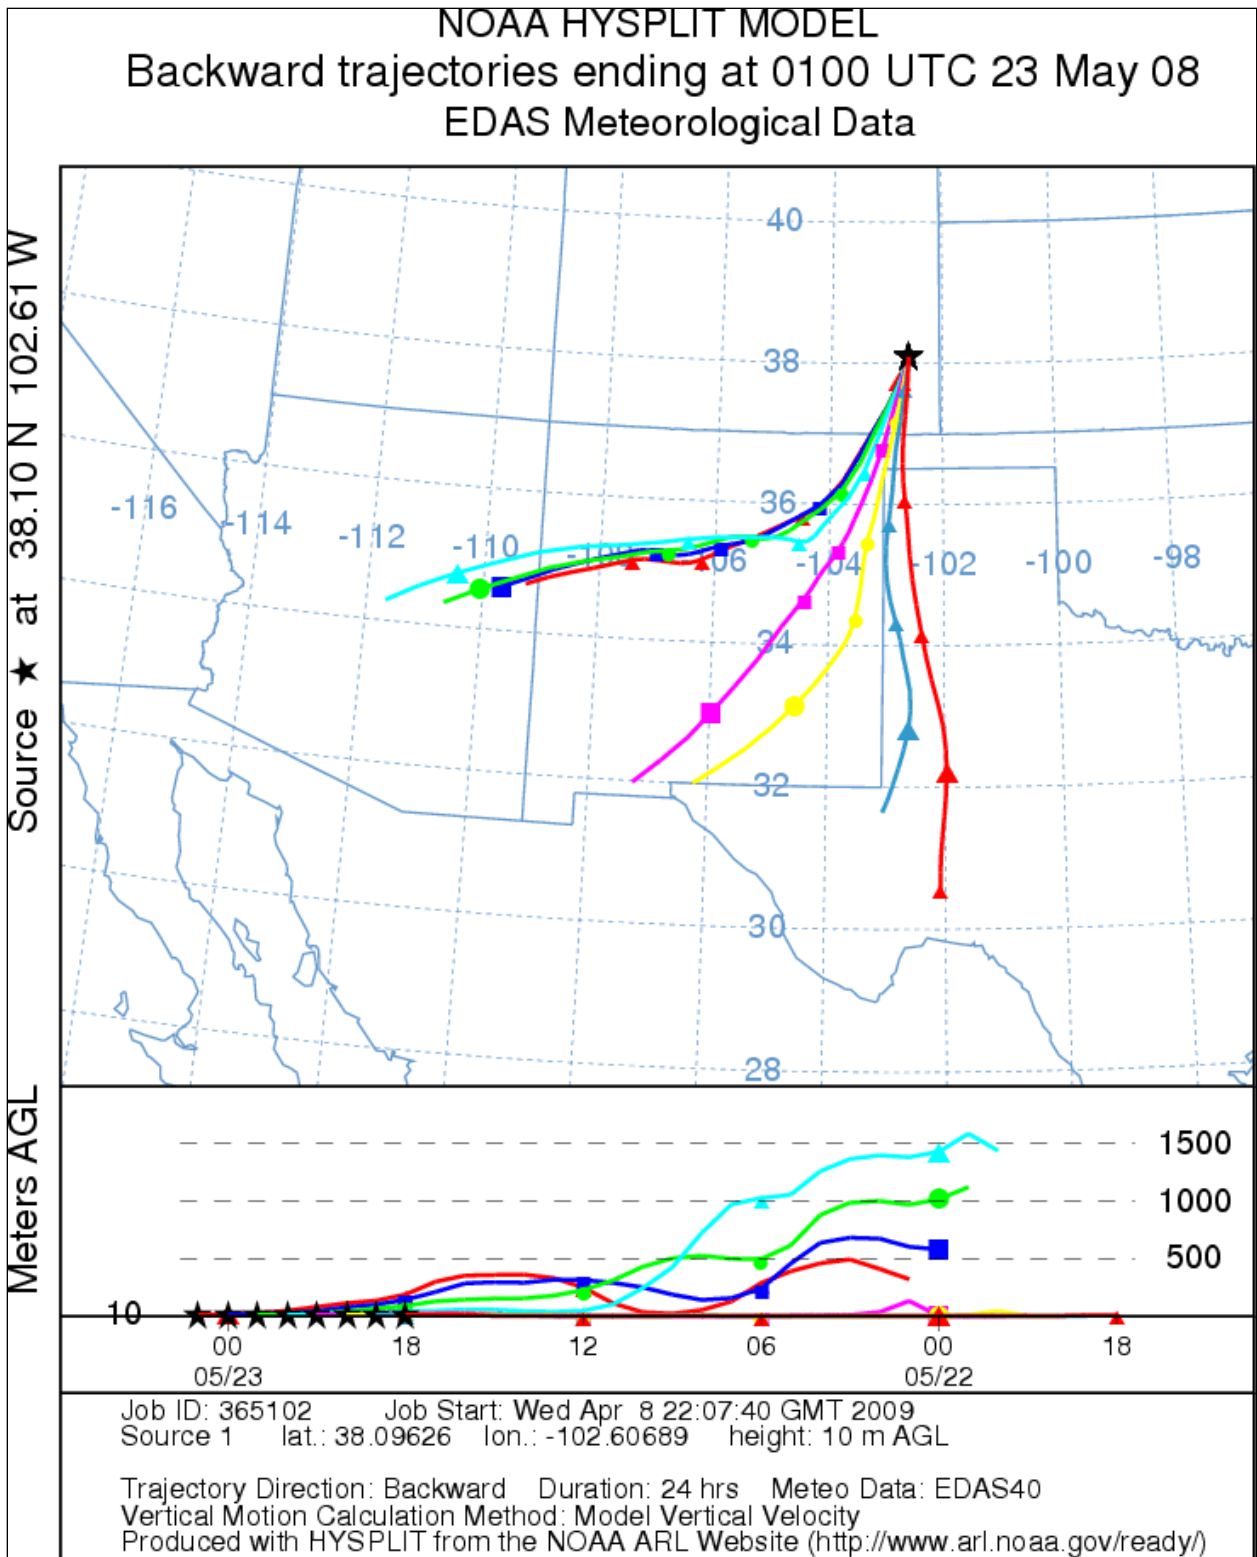 NOAA HYSPLIT MODEL
Backward trajectories ending at 0100 UTC 23 May 08
EDAS Meteorological Data
Source ★ at 38.10 N 102.61 W
40
38
36
-116
-114
-112
-110
-104
-102
-100
-98
34
32
30
28
Meters AGL
1500
1000
500
10
00
18
12
06
00
18
05/23
05/22
Job ID: 365102 Job Start: Wed Apr 8 22:07:40 GMT 2009
Source 1 lat.: 38.09626 lon.: -102.60689 height: 10 m AGL
Trajectory Direction: Backward Duration: 24 hrs Meteo Data: EDAS40
Vertical Motion Calculation Method: Model Vertical Velocity
Produced with HYSPLIT from the NOAA ARL Website (http://www.arl.noaa.gov/ready/)